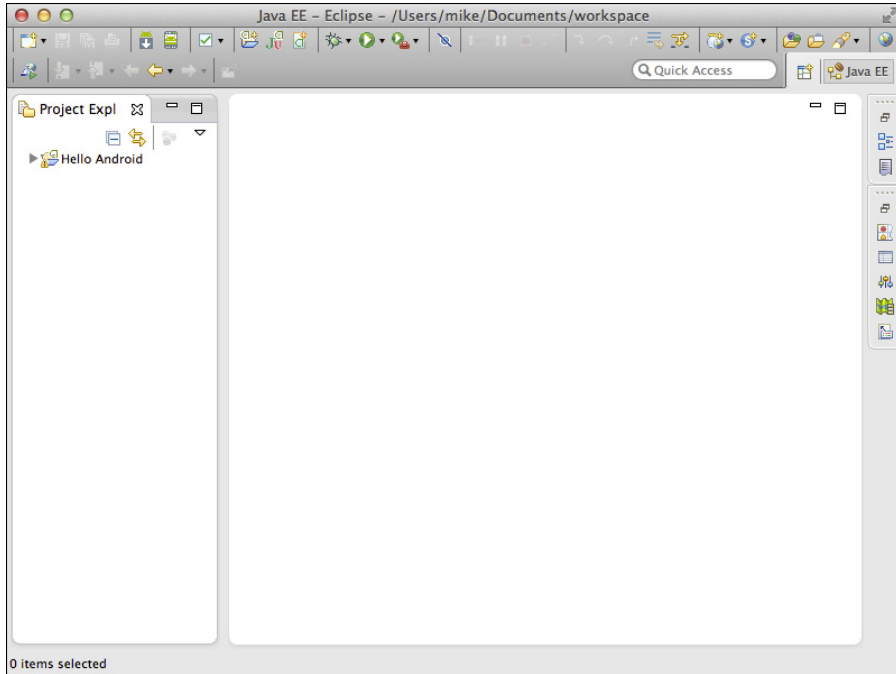 Java EE – Eclipse – /Users/mike/Documents/workspace
Quick Access
Java EE
Project Expl
Hello Android
0 items selected